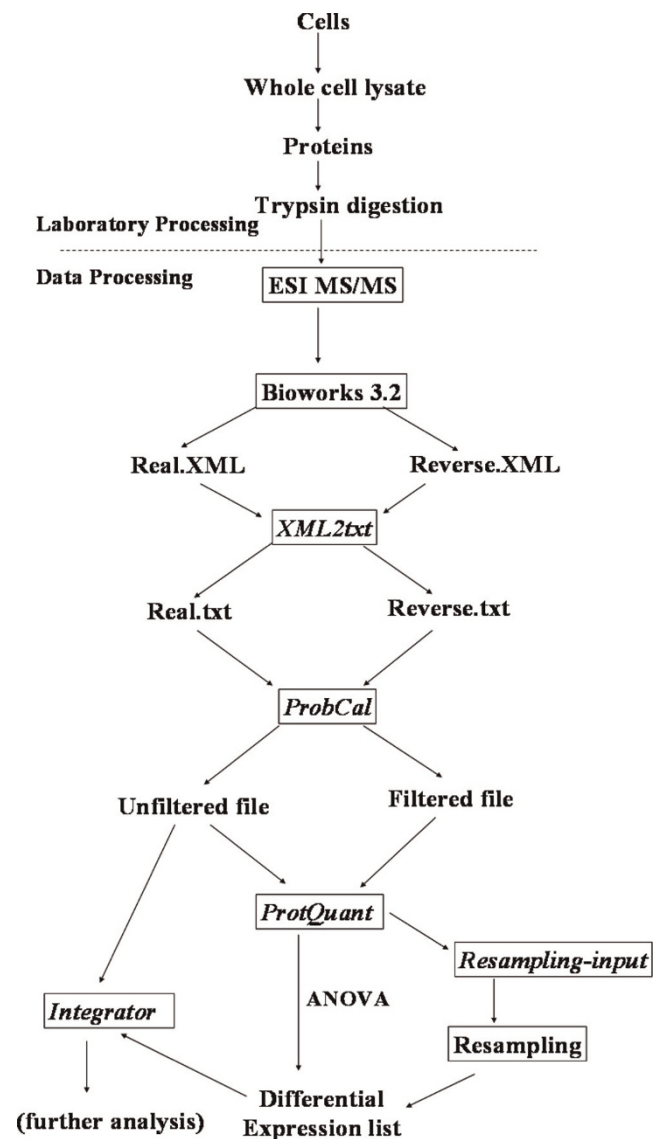 Cells
Whole cell lysate
Proteins
Trypsin digestion
Laboratory Processing
Data Processing
ESI MS/MS
Bioworks 3.2
Real.XML
Reverse.XML
XML2txt
Real.txt
Reverse.txt
ProbCal
Unfiltered file
Filtered file
ProtQuant
Resampling-input
Integrator
ANOVA
Resampling
(further analysis)
Differential
Expression list